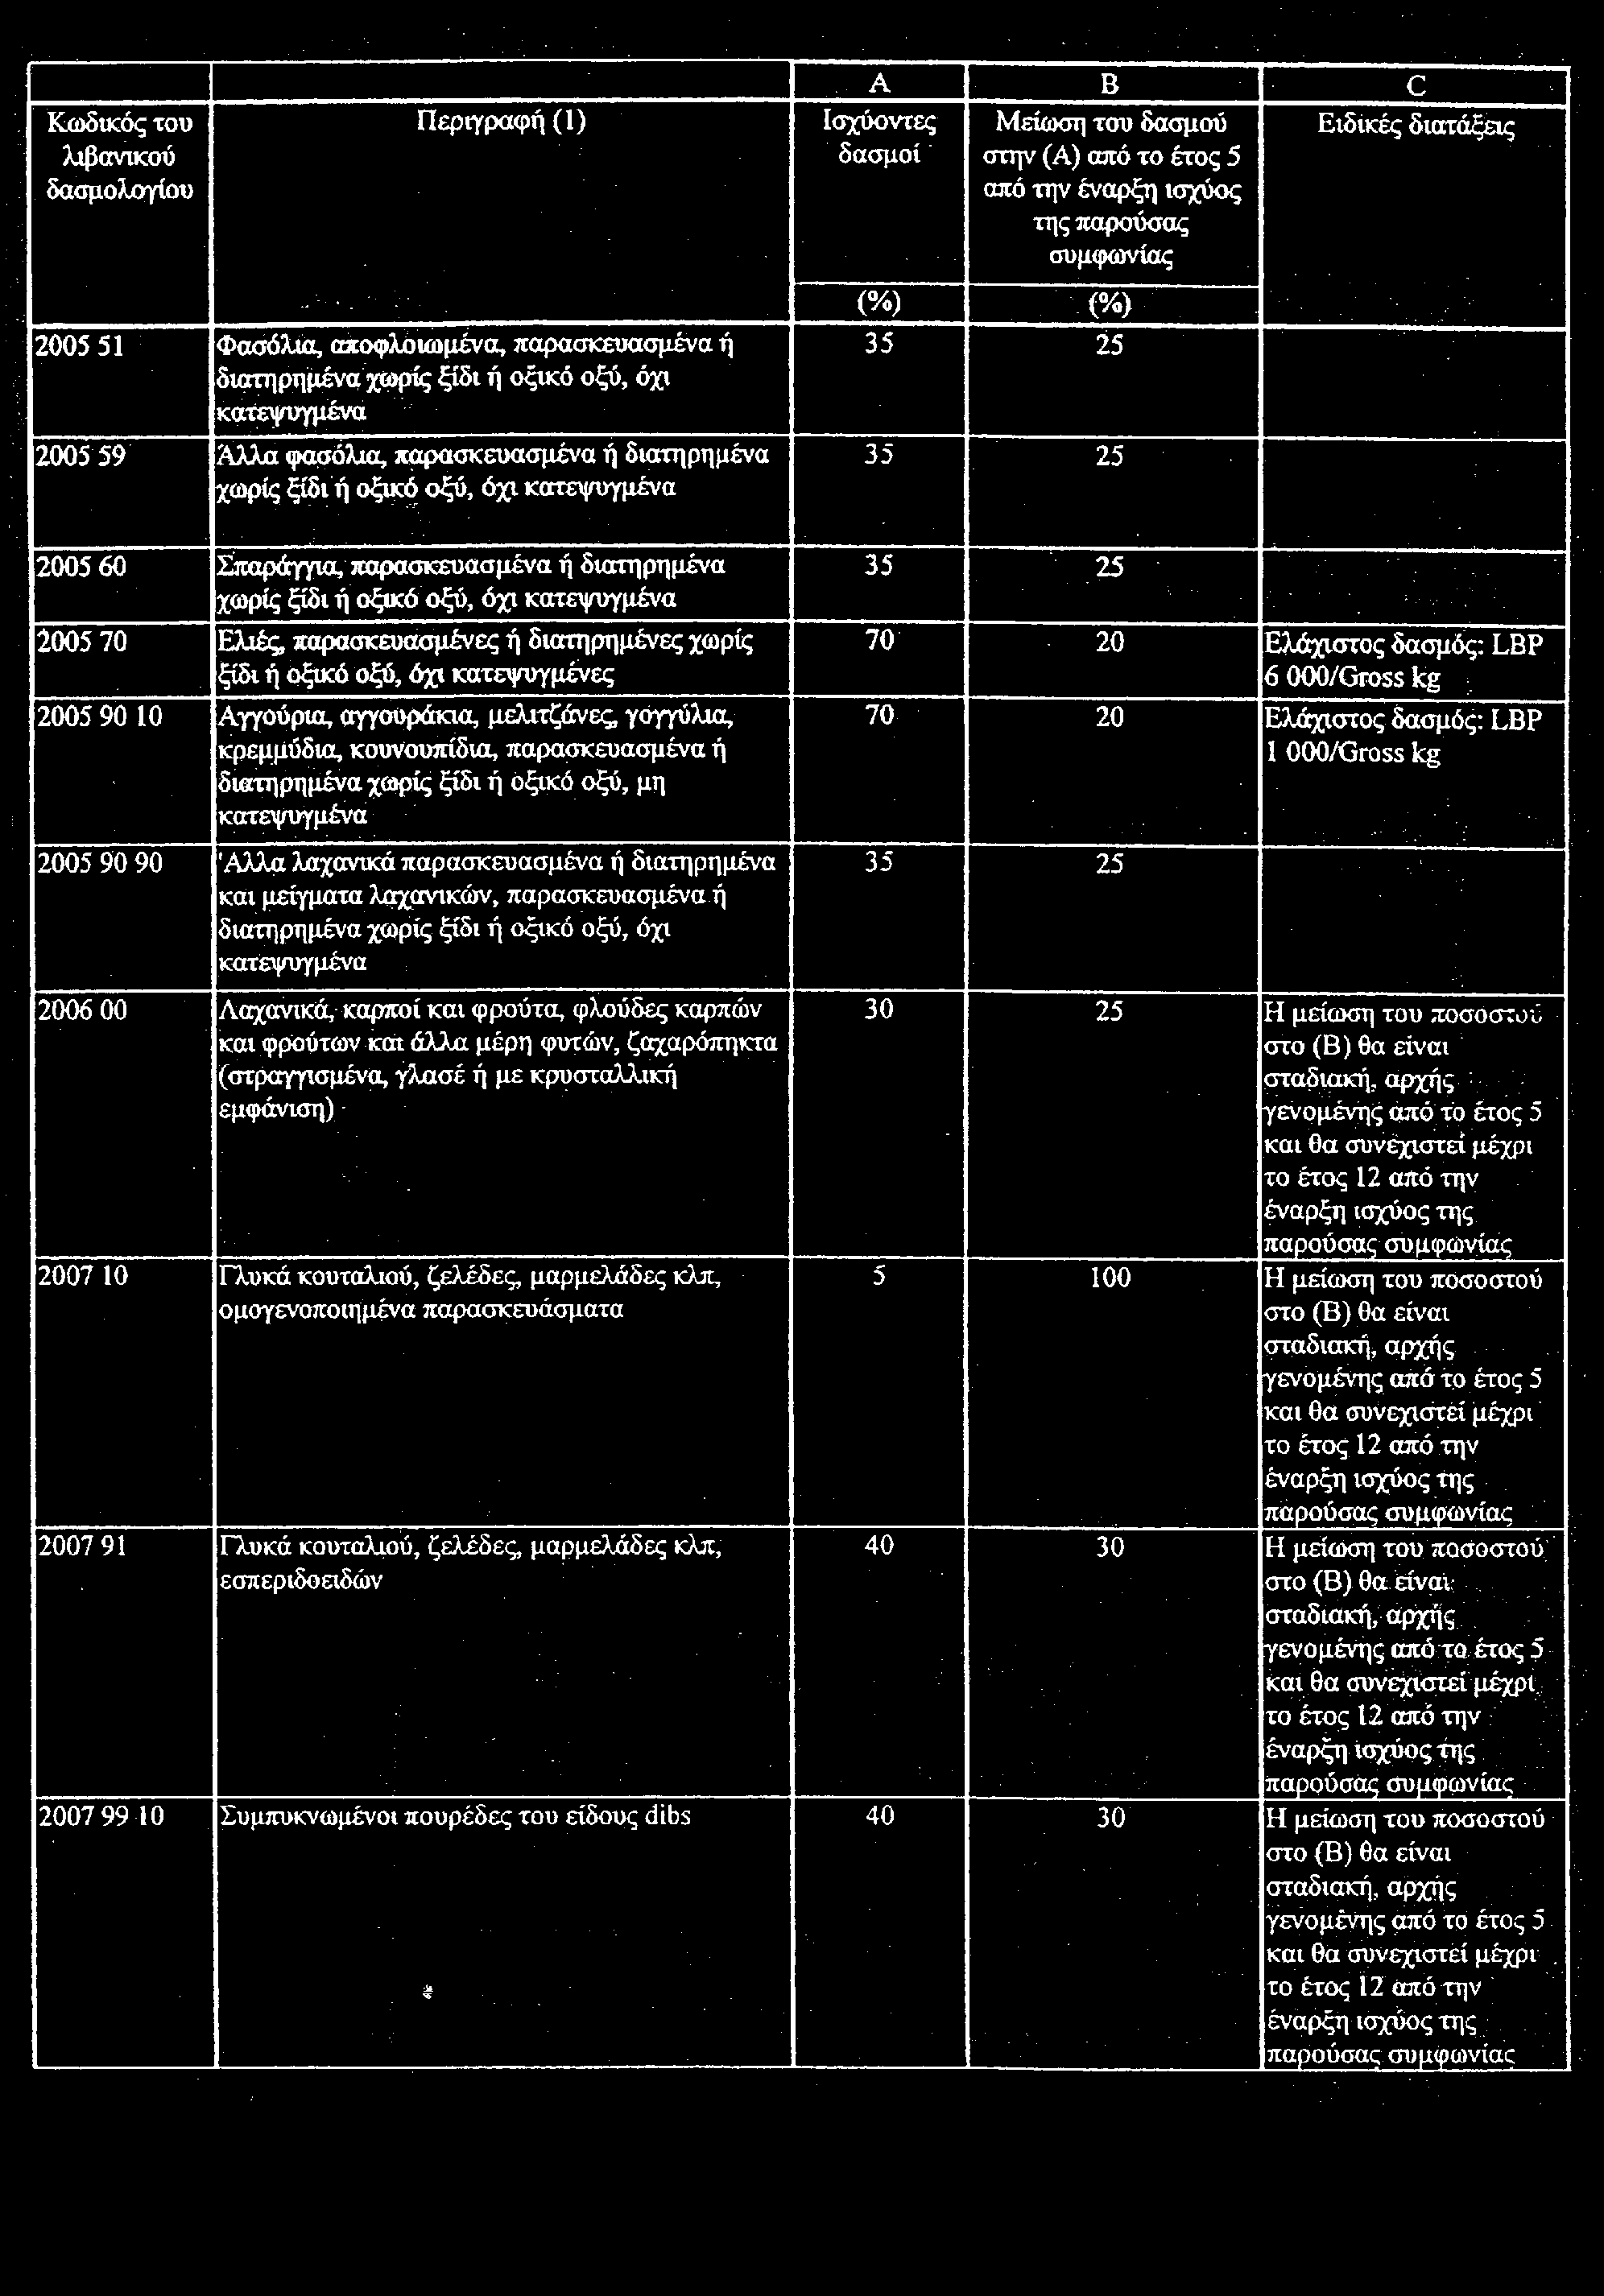 A B C
Κωδικός του
λιβανικού
δασμολογίου
Περιγραφή (1)
Ισχύοντες
δασμοί
Μείωση του δασμού
στην (Α) από το έτος 5
από την έναρξη ισχύος
της παρούσας
συμφωνίας
Ειδικές διατάξεις
(%) (%)
2005 51 Φασόλια, αποφλοιωμένα, παρασκευασμένα ή 35 25
διατηρημένα χωρίς ξίδι ή οξικό οξύ, όχι
κατεψυγμένα
2005 59 Άλλα φασόλια, παρασκευασμένα ή διατηρημένα 35 25
χωρίς ξίδι ή οξικό οξύ, όχι κατεψυγμένα
2005 60 Σπαράγγια, παρασκευασμένα ή διατηρημένα 35 25
χωρίς ξίδι ή οξικό οξύ, όχι κατεψυγμένα
2005 70 Ελιές, παρασκευασμένες ή διατηρημένες χωρίς 70 20 Ελάχιστος δασμός: LBP
ξίδι ή οξικό οξύ, όχι κατεψυγμένες 6 000/Gross kg
2005 90 10 Αγγούρια, αγγουράκια, μελιτζάνες, γογγύλια, 70 20 Ελάχιστος δασμός: LBP
κρεμμύδια, κουνουπίδια, παρασκευασμένα ή 1 000/Gross kg
διατηρημένα χωρίς ξίδι ή οξικό οξύ, μη
κατεψυγμένα
2005 90 90 'Αλλα λαχανικά παρασκευασμένα ή διατηρημένα 35 25
και μείγματα λαχανικών, παρασκευασμένα ή
διατηρημένα χωρίς ξίδι ή οξικό οξύ, όχι
κατεψυγμένα
2006 00 Λαχανικά, καρποί και φρούτα, φλούδες καρπών 30 25 Η μείωση του ποσοστού
και φρούτων και άλλα μέρη φυτών, ζαχαρόπηκτα στο (Β) θα είναι
(στραγγισμένα, γλασέ ή με κρυσταλλική σταδιακή, αρχής
εμφάνιση) γενομένης από το έτος 5
και θα συνεχιστεί μέχρι
το έτος 12 από την
έναρξη ισχύος της
παρούσας συμφωνίας
2007 10 Γλυκά κουταλιού, ζελέδες, μαρμελάδες κλπ, 5 100 Η μείωση του ποσοστού
ομογενοποιημένα παρασκευάσματα στο (Β) θα είναι
σταδιακή, αρχής
γενομένης από το έτος 5
και θα συνεχιστεί μέχρι
το έτος 12 από την
έναρξη ισχύος της
παρούσας συμφωνίας
2007 91 Γλυκά κουταλιού, ζελέδες, μαρμελάδες κλπ, 40 30 Η μείωση του ποσοστού
εσπεριδοειδών στο (Β) θα είναι
σταδιακή, αρχής
γενομένης από το έτος 5
και θα συνεχιστεί μέχρι
το έτος 12 από την
έναρξη ισχύος της
παρούσας συμφωνίας
2007 99 10 Συμπυκνωμένοι πουρέδες του είδους dibs 40 30 Η μείωση του ποσοστού
στο (Β) θα είναι
σταδιακή, αρχής
γενομένης από το έτος 5
και θα συνεχιστεί μέχρι
το έτος 12 από την
έναρξη ισχύος της
παρούσας συμφωνίας